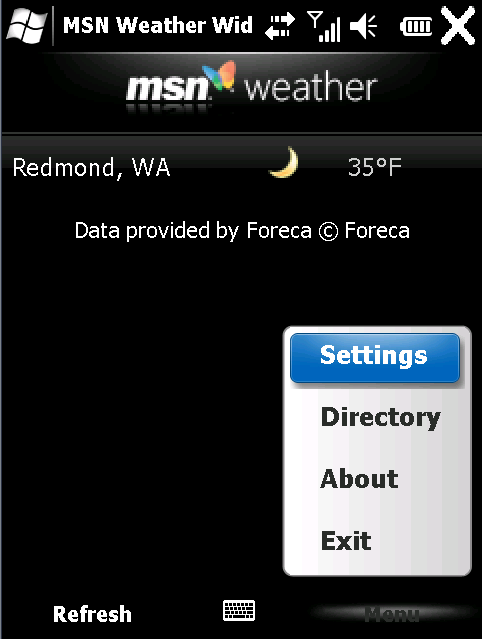 MSN Weather Wid
msn weather
Redmond, WA 35°F
Data provided by Foreca © Foreca
Settings
Directory
About
Exit
Refresh Menu